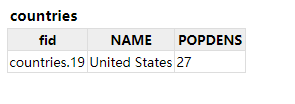 countries
fid NAME POPDENS
countries.19 United States 27